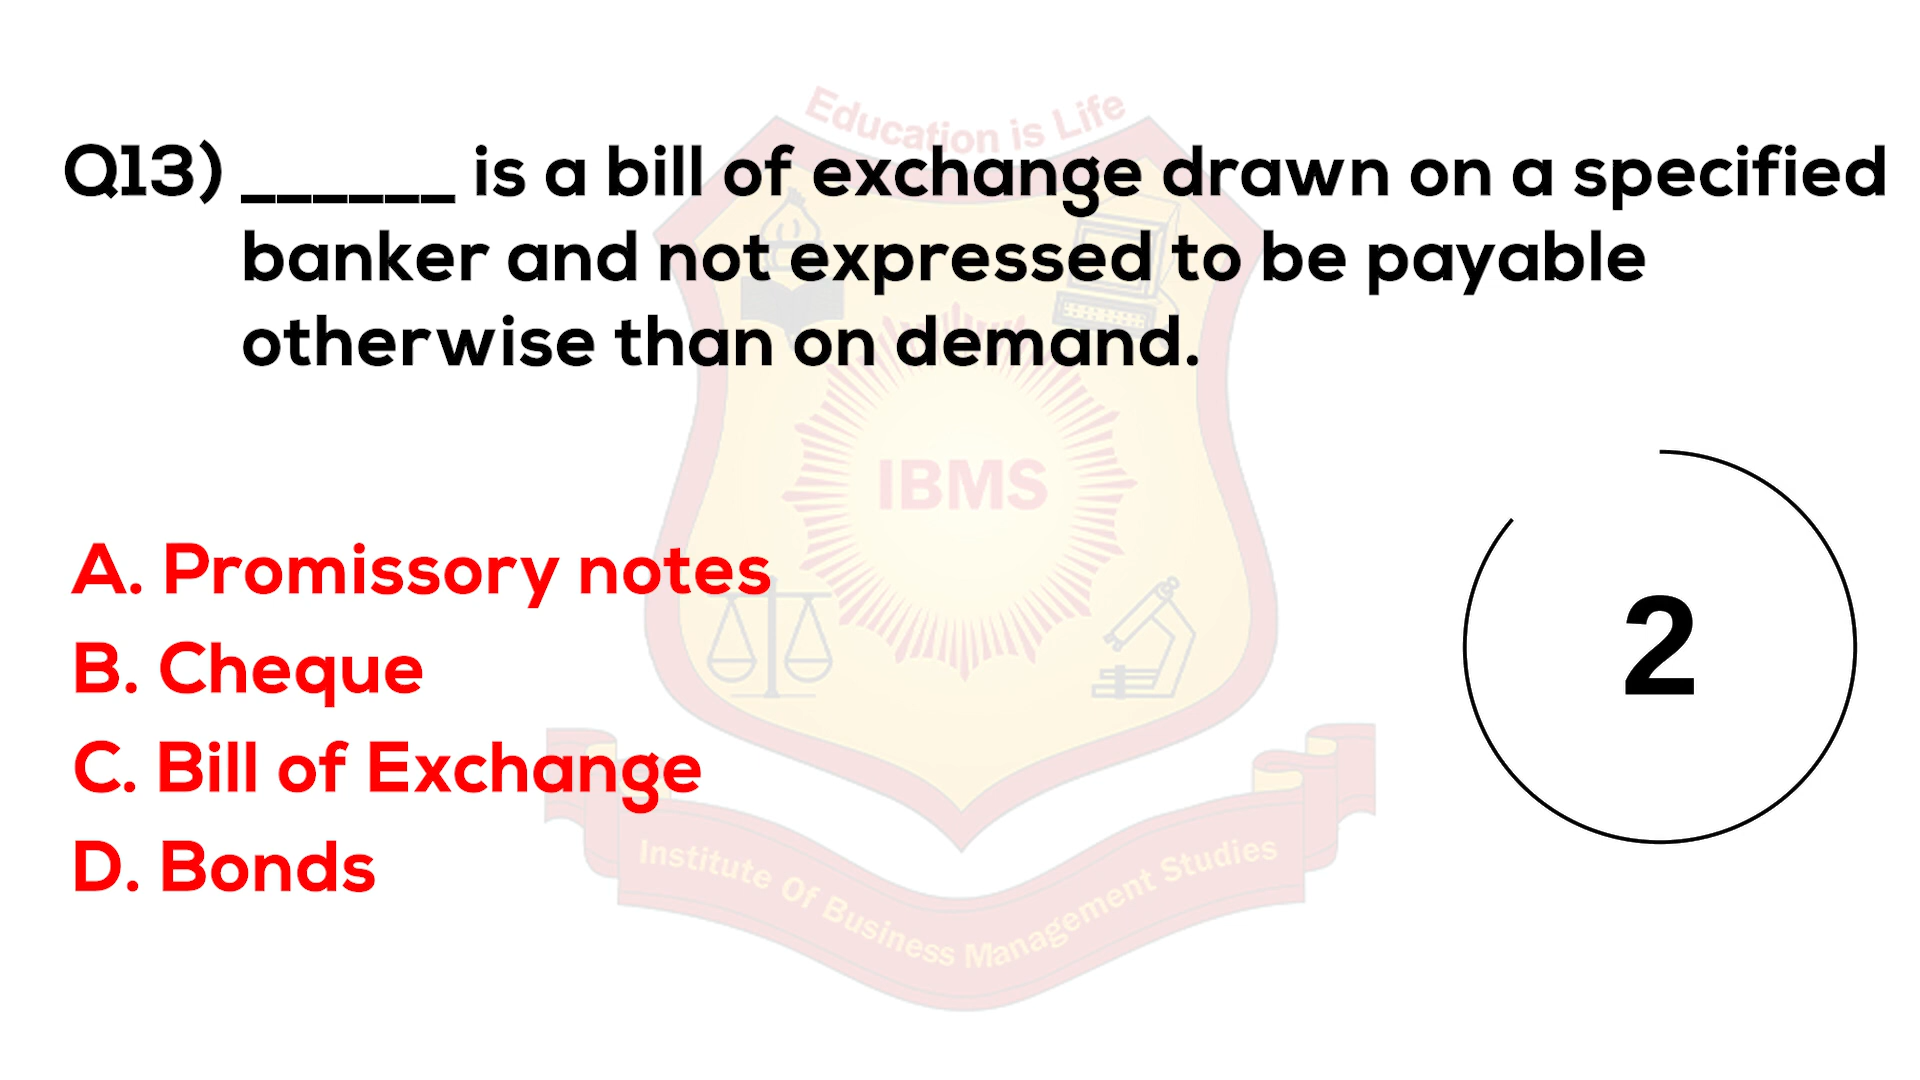 Education is Life
Q13) ______ is a bill of exchange drawn on a specified
banker and not expressed to be payable
otherwise than on demand.
IBMS
A. Promissory notes
B. Cheque
C. Bill of Exchange
D. Bonds
2
Institute Of Business Management Studies